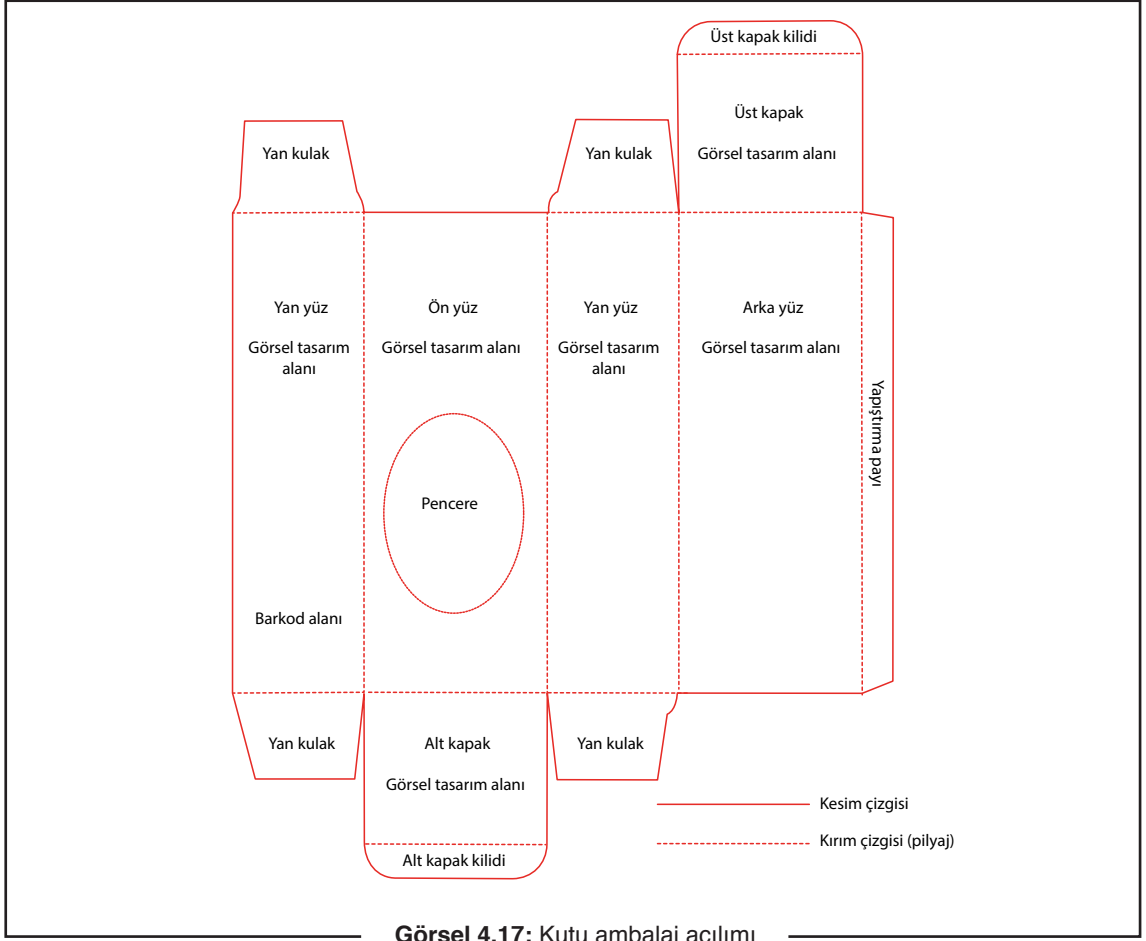 Üst kapak kilidi
Üst kapak
Görsel tasarım alanı
Yan kulak
Yan kulak
Yan yüz
Görsel tasarım
alanı
Ön yüz
Görsel tasarım alanı
Yan yüz
Görsel tasarım
alanı
Arka yüz
Görsel tasarım alanı
Yapıştırma payı
Pencere
Barkod alanı
Yan kulak
Alt kapak
Görsel tasarım alanı
Yan kulak
Alt kapak kilidi
Kesim çizgisi
Kırım çizgisi (pilyaj)
Görsel 4.17: Kutu ambalaj açılımı